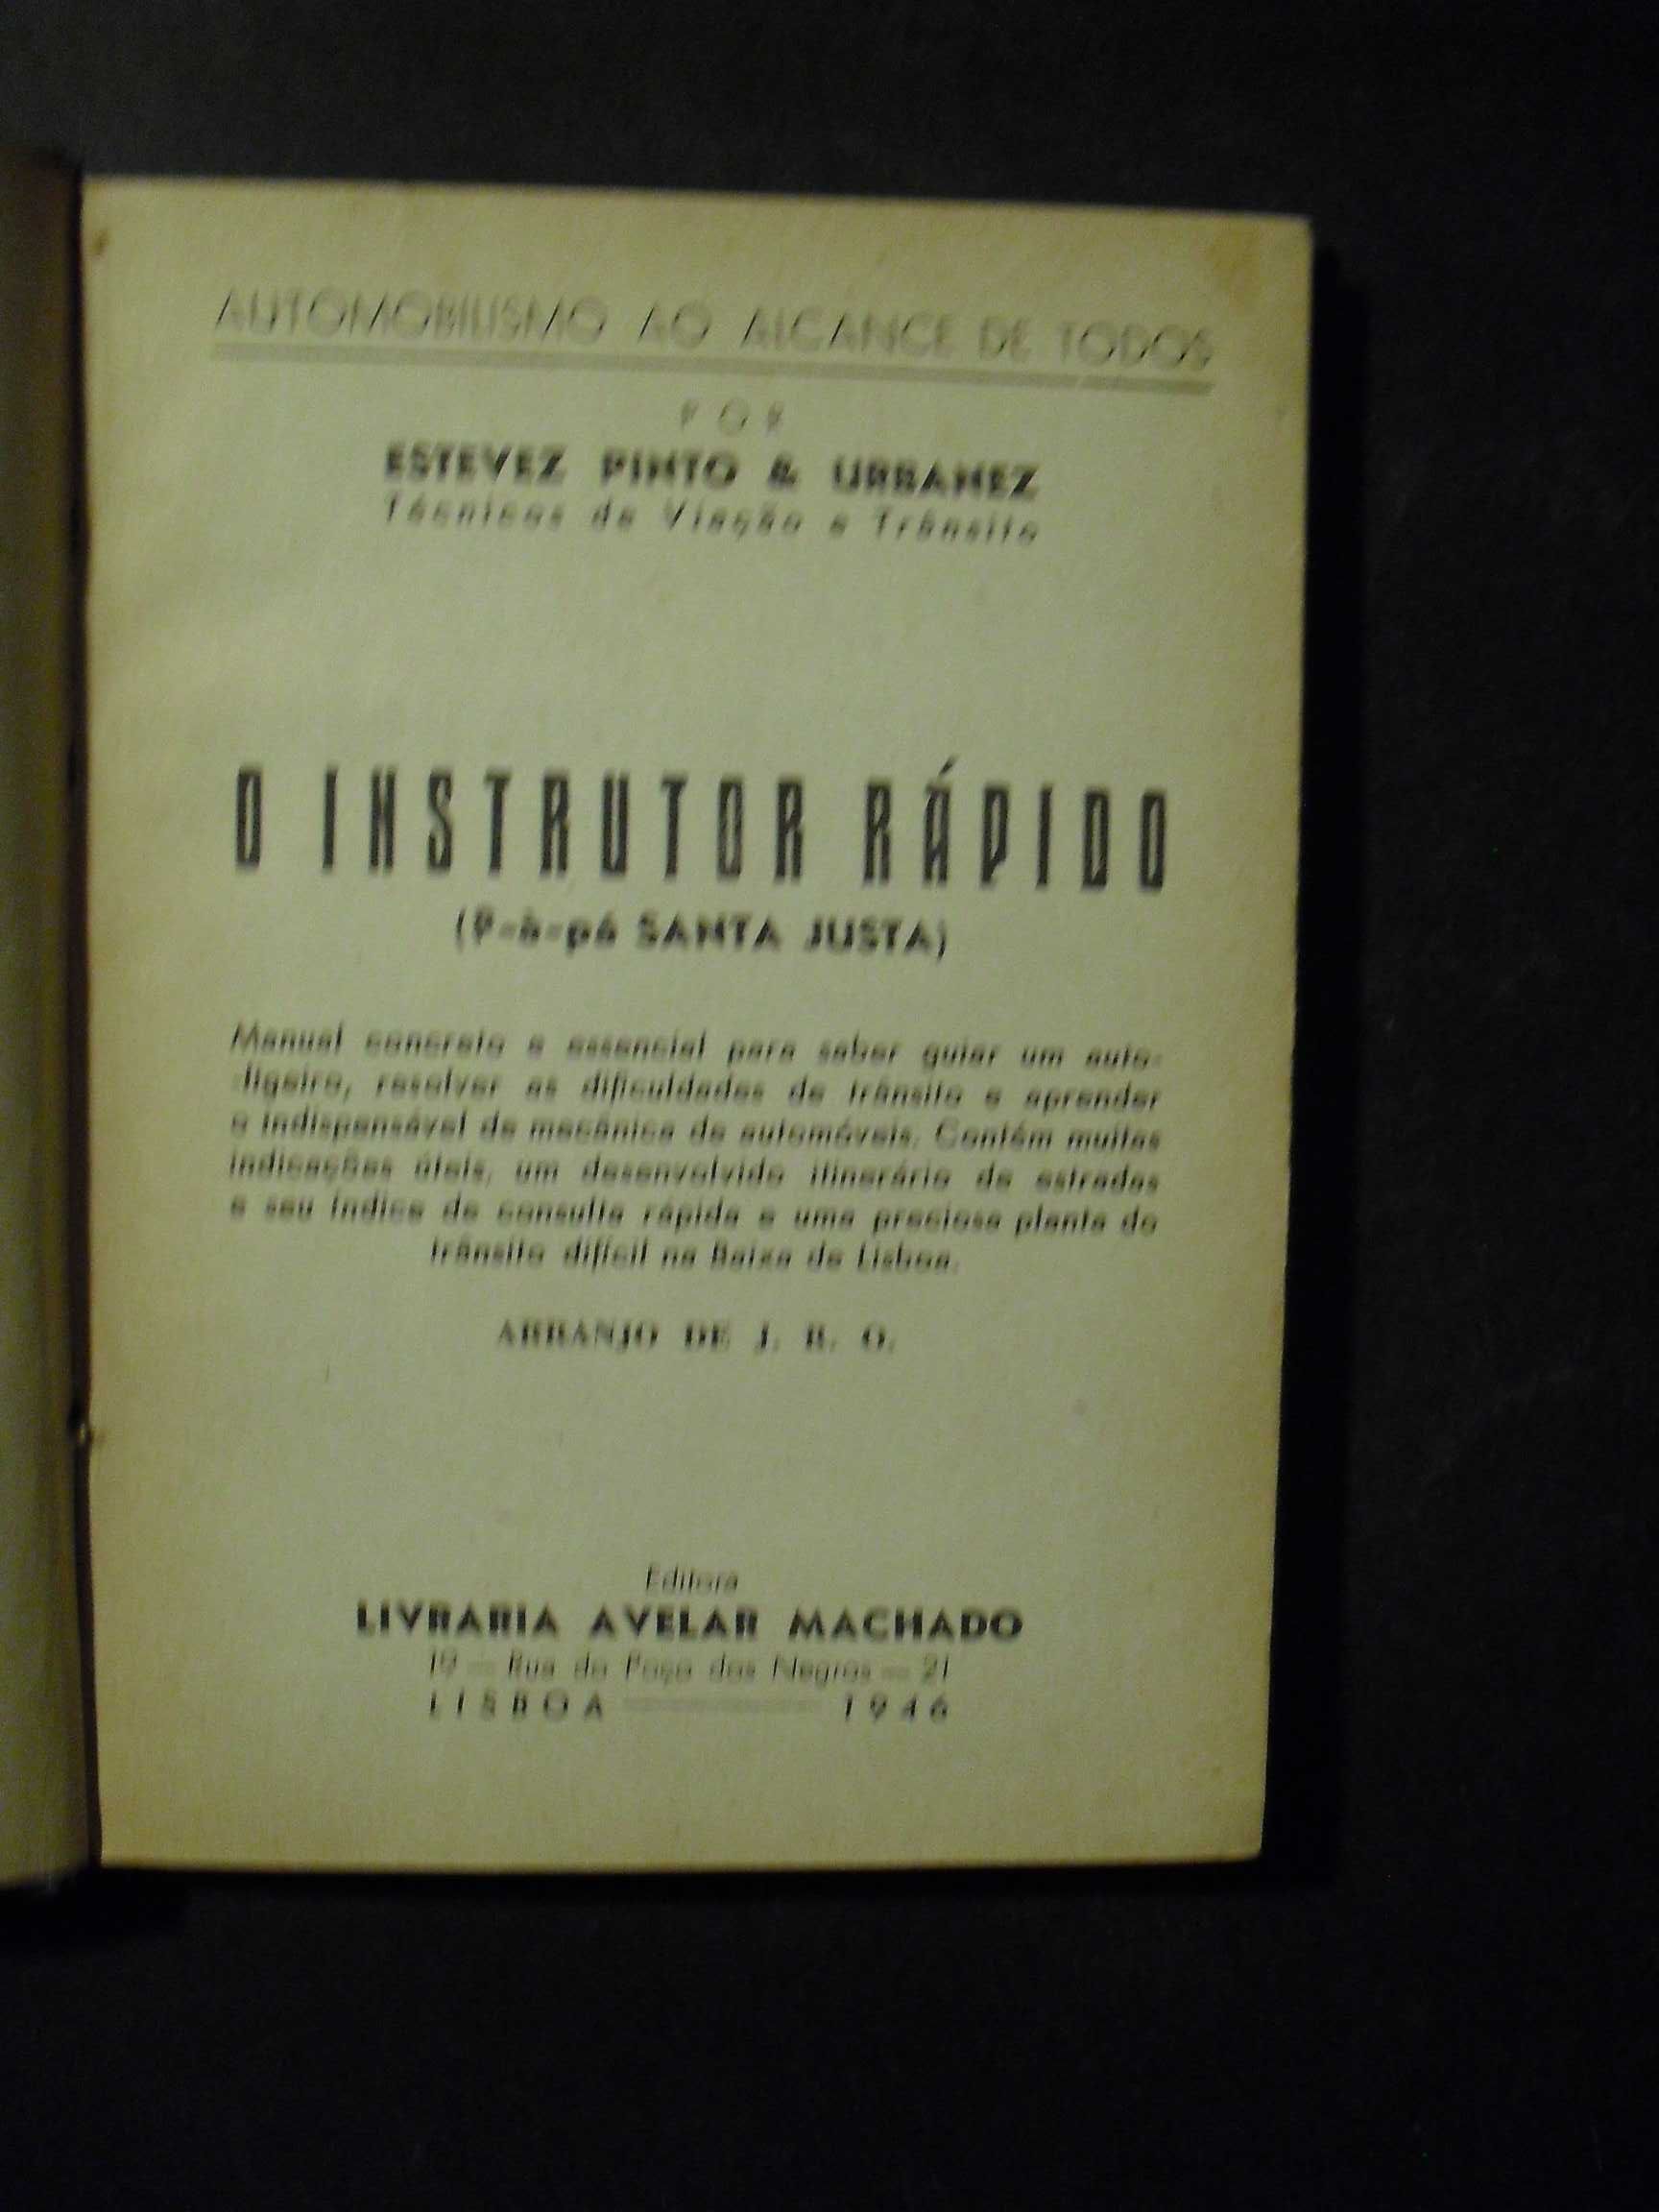 AUTOMOBILISMO AO ALCANCE DE TODOS
POR
ESTEVEZ PINTO & URBANEZ
Técnicos de Viação e Trânsito
O INSTRUTOR RÁPIDO
(P-à-pá SANTA JUSTA)
Manual concreto e essencial para saber guiar um auto-
-ligeiro, resolver as dificuldades de trânsito e aprender
o indispensável de mecânica de automóveis. Contém muitas
indicações úteis, um desenvolvido itinerário de estradas
e seu índice de consulta rápida e uma preciosa planta do
trânsito difícil na Baixa de Lisboa.
ARRANJO DE J. R. O.
Editora
LIVRARIA AVELAR MACHADO
19 — Rua do Poço dos Negros — 21
LISBOA — 1946